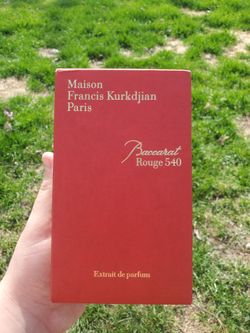 Maison
Francis Kurkdjian
Paris
Baccarat
Rouge 540
Extrait de parfum